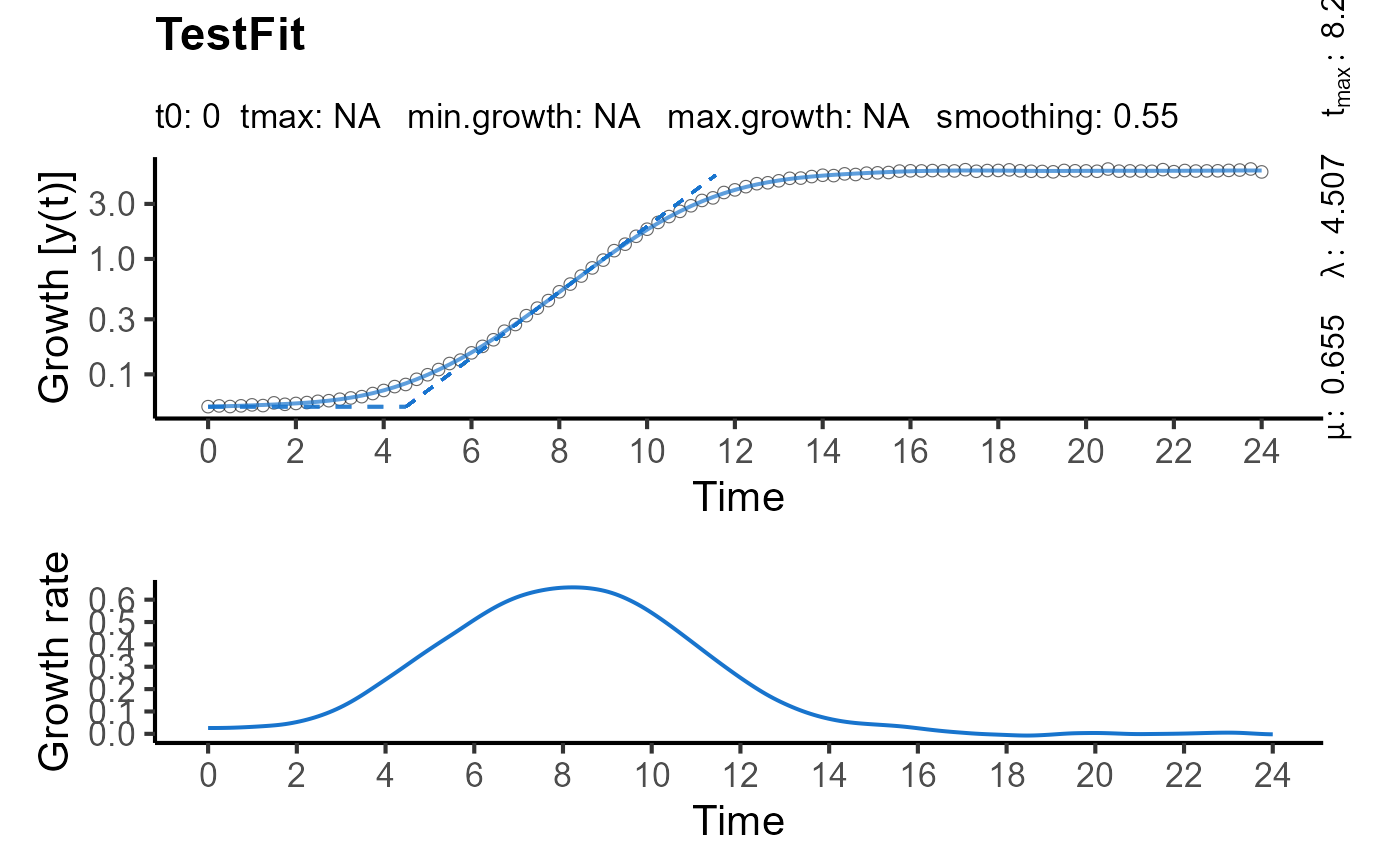 TestFit
t0: 0 tmax: NA min.growth: NA max.growth: NA smoothing: 0.55
Growth [y(t)]
3.0
1.0
0.3
0.1
0 2 4 6 8 10 12 14 16 18 20 22 24
Time
μ: 0.655 λ: 4.507 tmax: 8.2
Growth rate
0.6
0.5
0.4
0.3
0.2
0.1
0.0
0 2 4 6 8 10 12 14 16 18 20 22 24
Time